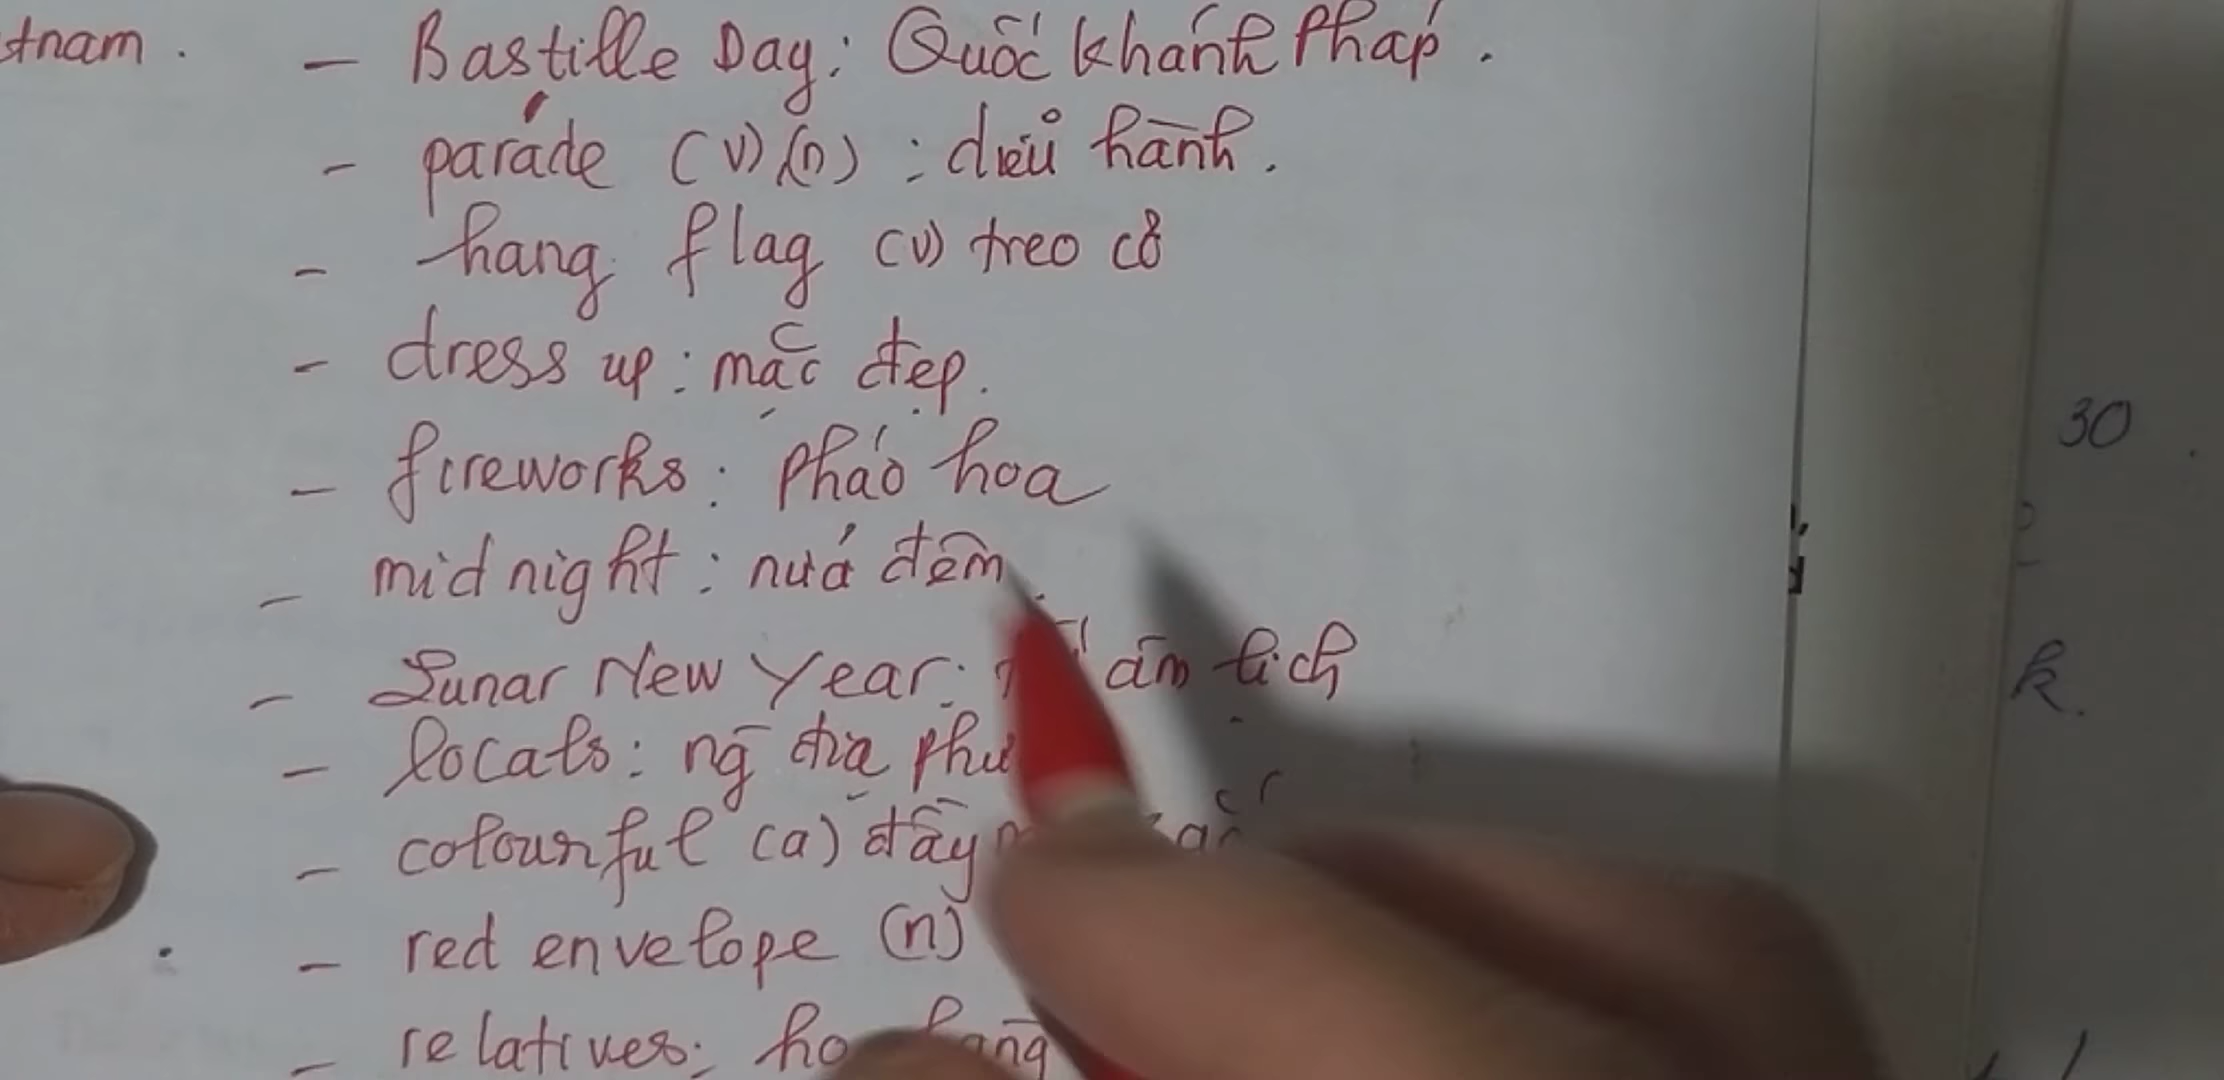 tnam. - Bastille Day: Quốc khánh Pháp.
- paráde (v)(n): diễu hành.
- hang flag (v) treo cờ
- dress up: mặc đẹp.
- fireworks: pháo hoa
- midnight: nửa đêm.
- Lunar New Year: âm lịch
- locals: ng địa
- colourful (a) đầy
- red envelope (n)
- relatives: họ hàng
30
k.